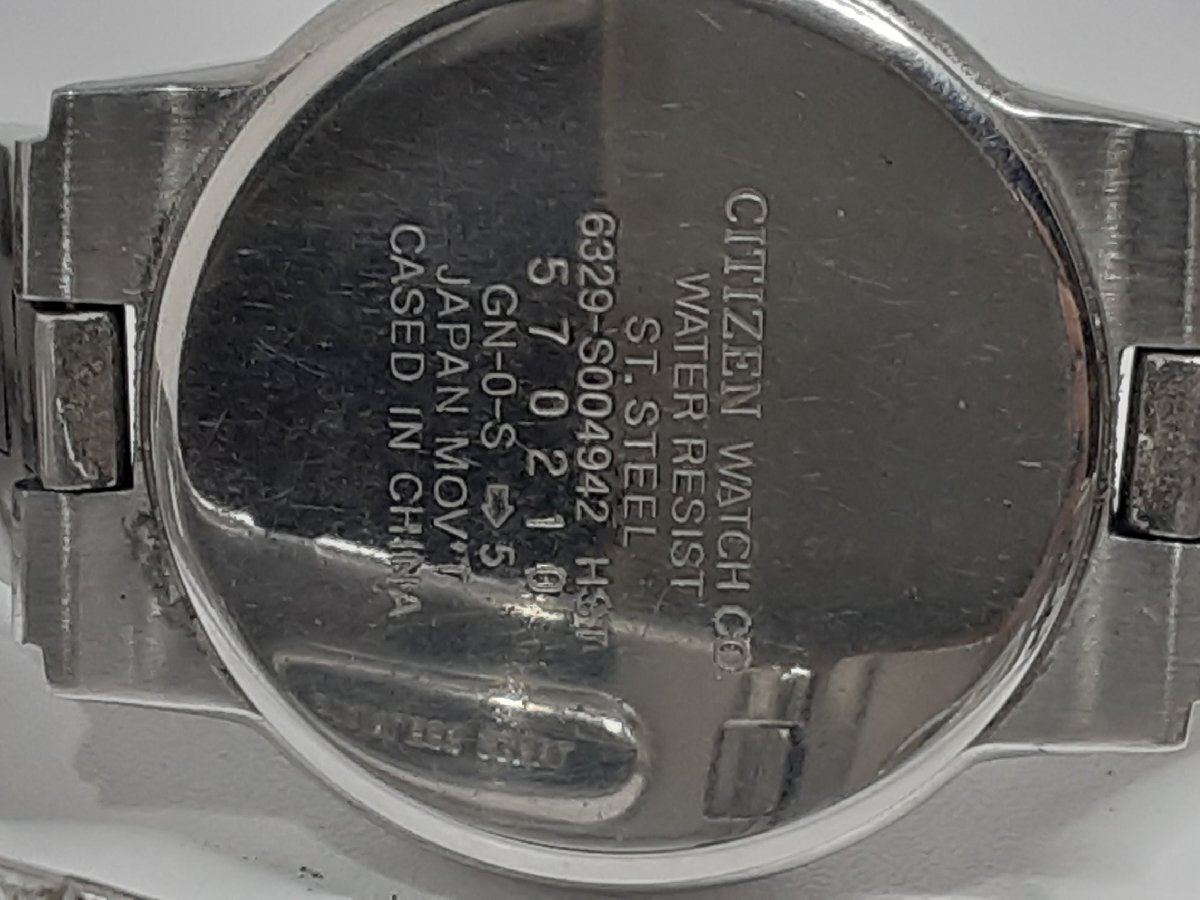 CITIZEN WATCH CO.
WATER RESIST
ST. STEEL
6329-S004942 HST
5 7 0 2 1 0
GN-0-S ⇨ 5
JAPAN MOV'T
CASED IN CHINA